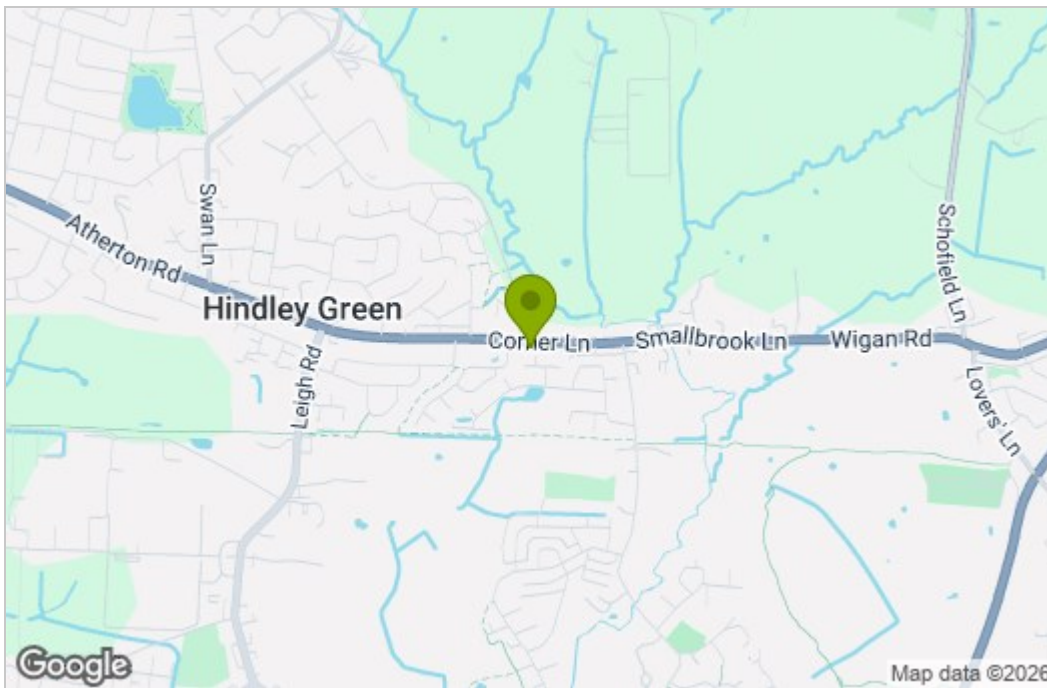 Swan Ln
Atherton Rd
Hindley Green
Leigh Rd
Corner Ln
Smallbrook Ln
Wigan Rd
Schofield Ln
Lovers' Ln
Google
Map data ©2026